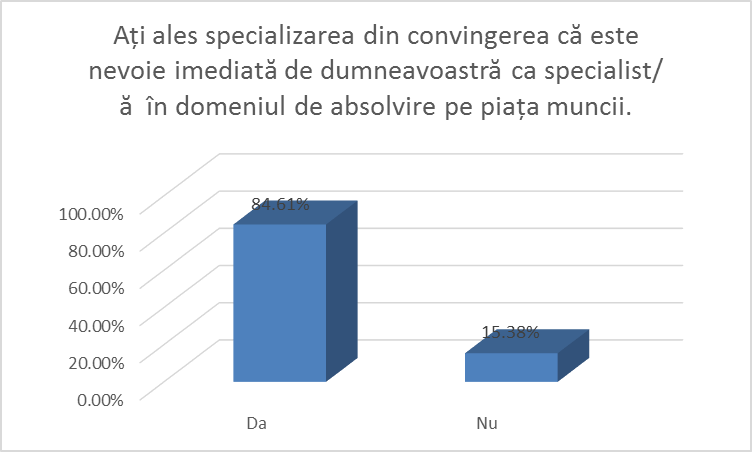 Ați ales specializarea din convingerea că este
nevoie imediată de dumneavoastră ca specialist/
ă în domeniul de absolvire pe piața muncii.
100.00%
80.00%
60.00%
40.00%
20.00%
0.00%
84.61%
15.38%
Da
Nu